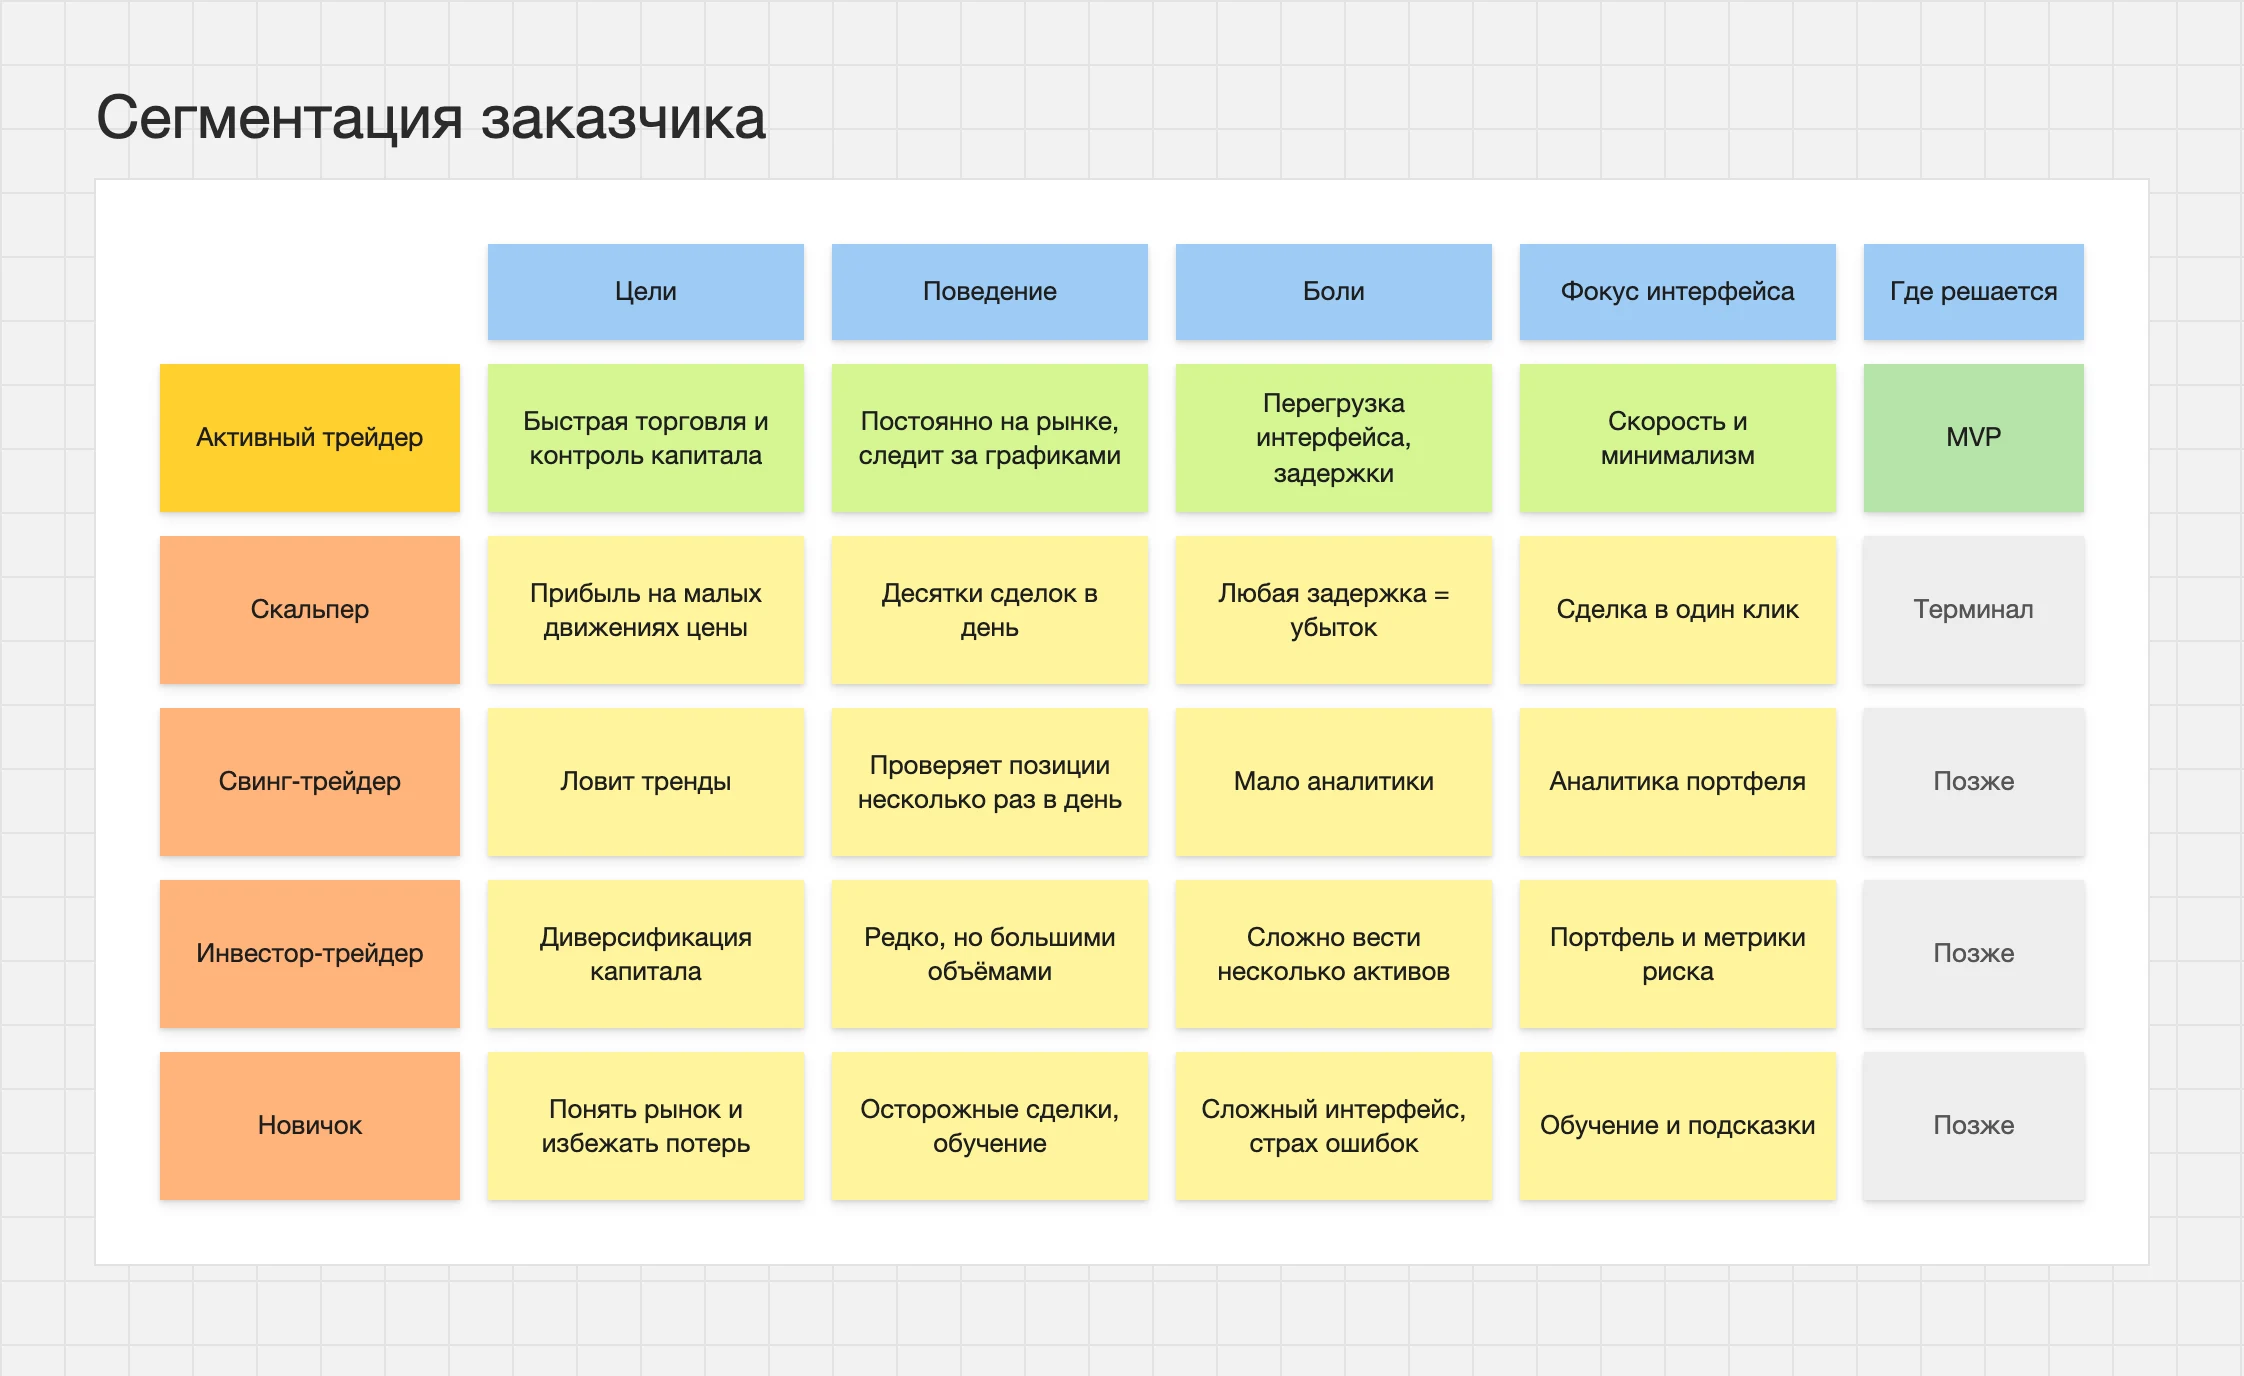 Сегментация заказчика
Цели
Поведение
Боли
Фокус интерфейса
Где решается
Активный трейдер
Быстрая торговля и
контроль капитала
Постоянно на рынке,
следит за графиками
Перегрузка
интерфейса,
задержки
Скорость и
минимализм
MVP
Скальпер
Прибыль на малых
движениях цены
Десятки сделок в
день
Любая задержка =
убыток
Сделка в один клик
Терминал
Свинг-трейдер
Ловит тренды
Проверяет позиции
несколько раз в день
Мало аналитики
Аналитика портфеля
Позже
Инвестор-трейдер
Диверсификация
капитала
Редко, но большими
объёмами
Сложно вести
несколько активов
Портфель и метрики
риска
Позже
Новичок
Понять рынок и
избежать потерь
Осторожные сделки,
обучение
Сложный интерфейс,
страх ошибок
Обучение и подсказки
Позже